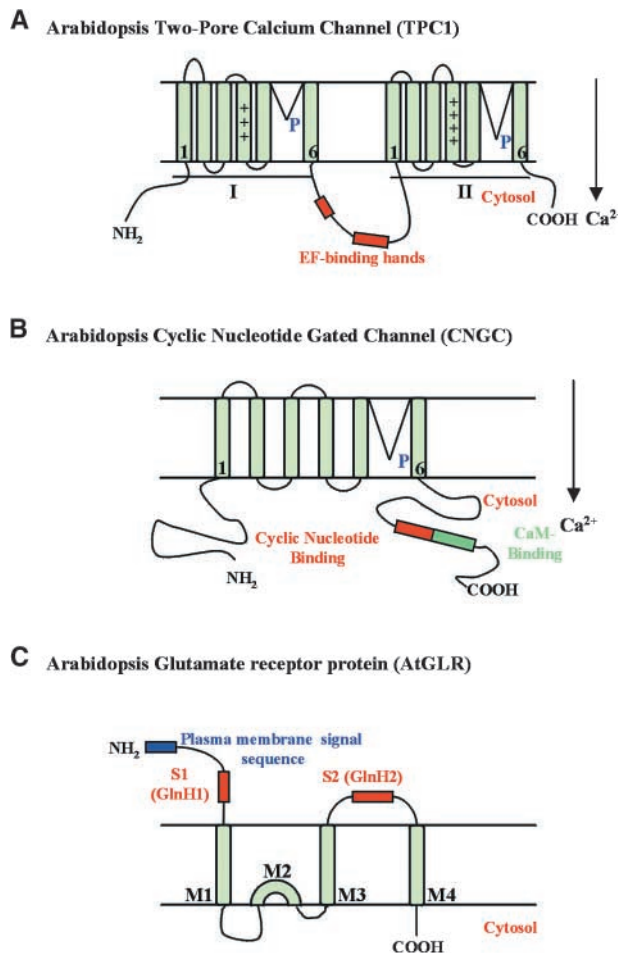 A Arabidopsis Two-Pore Calcium Channel (TPC1)
+++
++++
P
P
1
6
1
6
I
II
Cytosol
NH2
COOH
Ca2+
EF-binding hands
B Arabidopsis Cyclic Nucleotide Gated Channel (CNGC)
1
P
6
Cytosol
Ca2+
Cyclic Nucleotide
Binding
CaM-
Binding
NH2
COOH
C Arabidopsis Glutamate receptor protein (AtGLR)
NH2
Plasma membrane signal
sequence
S1
(GlnH1)
S2 (GlnH2)
M1
M2
M3
M4
Cytosol
COOH